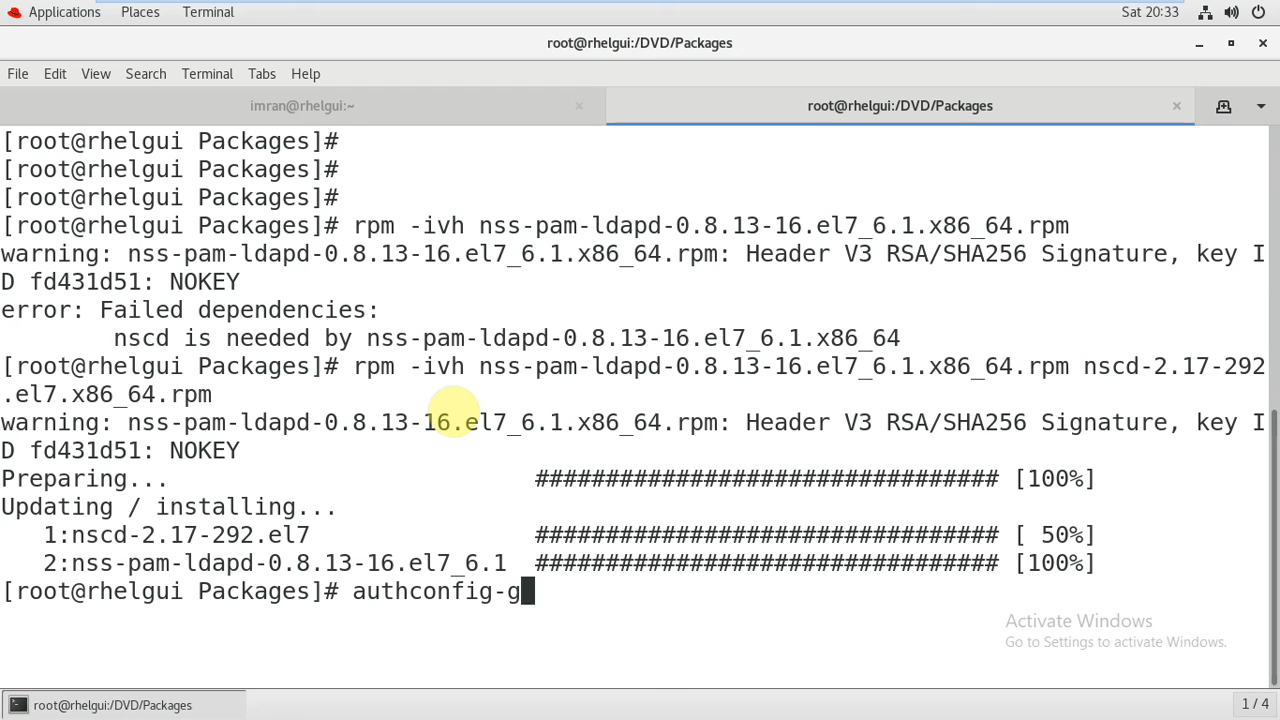 Applications Places Terminal Sat 20:33
root@rhelgui:/DVD/Packages
File Edit View Search Terminal Tabs Help
imran@rhelgui:~ × root@rhelgui:/DVD/Packages ×
[root@rhelgui Packages]#
[root@rhelgui Packages]#
[root@rhelgui Packages]#
[root@rhelgui Packages]# rpm -ivh nss-pam-ldapd-0.8.13-16.el7_6.1.x86_64.rpm
warning: nss-pam-ldapd-0.8.13-16.el7_6.1.x86_64.rpm: Header V3 RSA/SHA256 Signature, key I
D fd431d51: NOKEY
error: Failed dependencies:
nscd is needed by nss-pam-ldapd-0.8.13-16.el7_6.1.x86_64
[root@rhelgui Packages]# rpm -ivh nss-pam-ldapd-0.8.13-16.el7_6.1.x86_64.rpm nscd-2.17-292
.el7.x86_64.rpm
warning: nss-pam-ldapd-0.8.13-16.el7_6.1.x86_64.rpm: Header V3 RSA/SHA256 Signature, key I
D fd431d51: NOKEY
Preparing... ################################# [100%]
Updating / installing...
1:nscd-2.17-292.el7 ################################# [ 50%]
2:nss-pam-ldapd-0.8.13-16.el7_6.1 ################################# [100%]
[root@rhelgui Packages]# authconfig-g
Activate Windows
Go to Settings to activate Windows.
root@rhelgui:/DVD/Packages 1 / 4